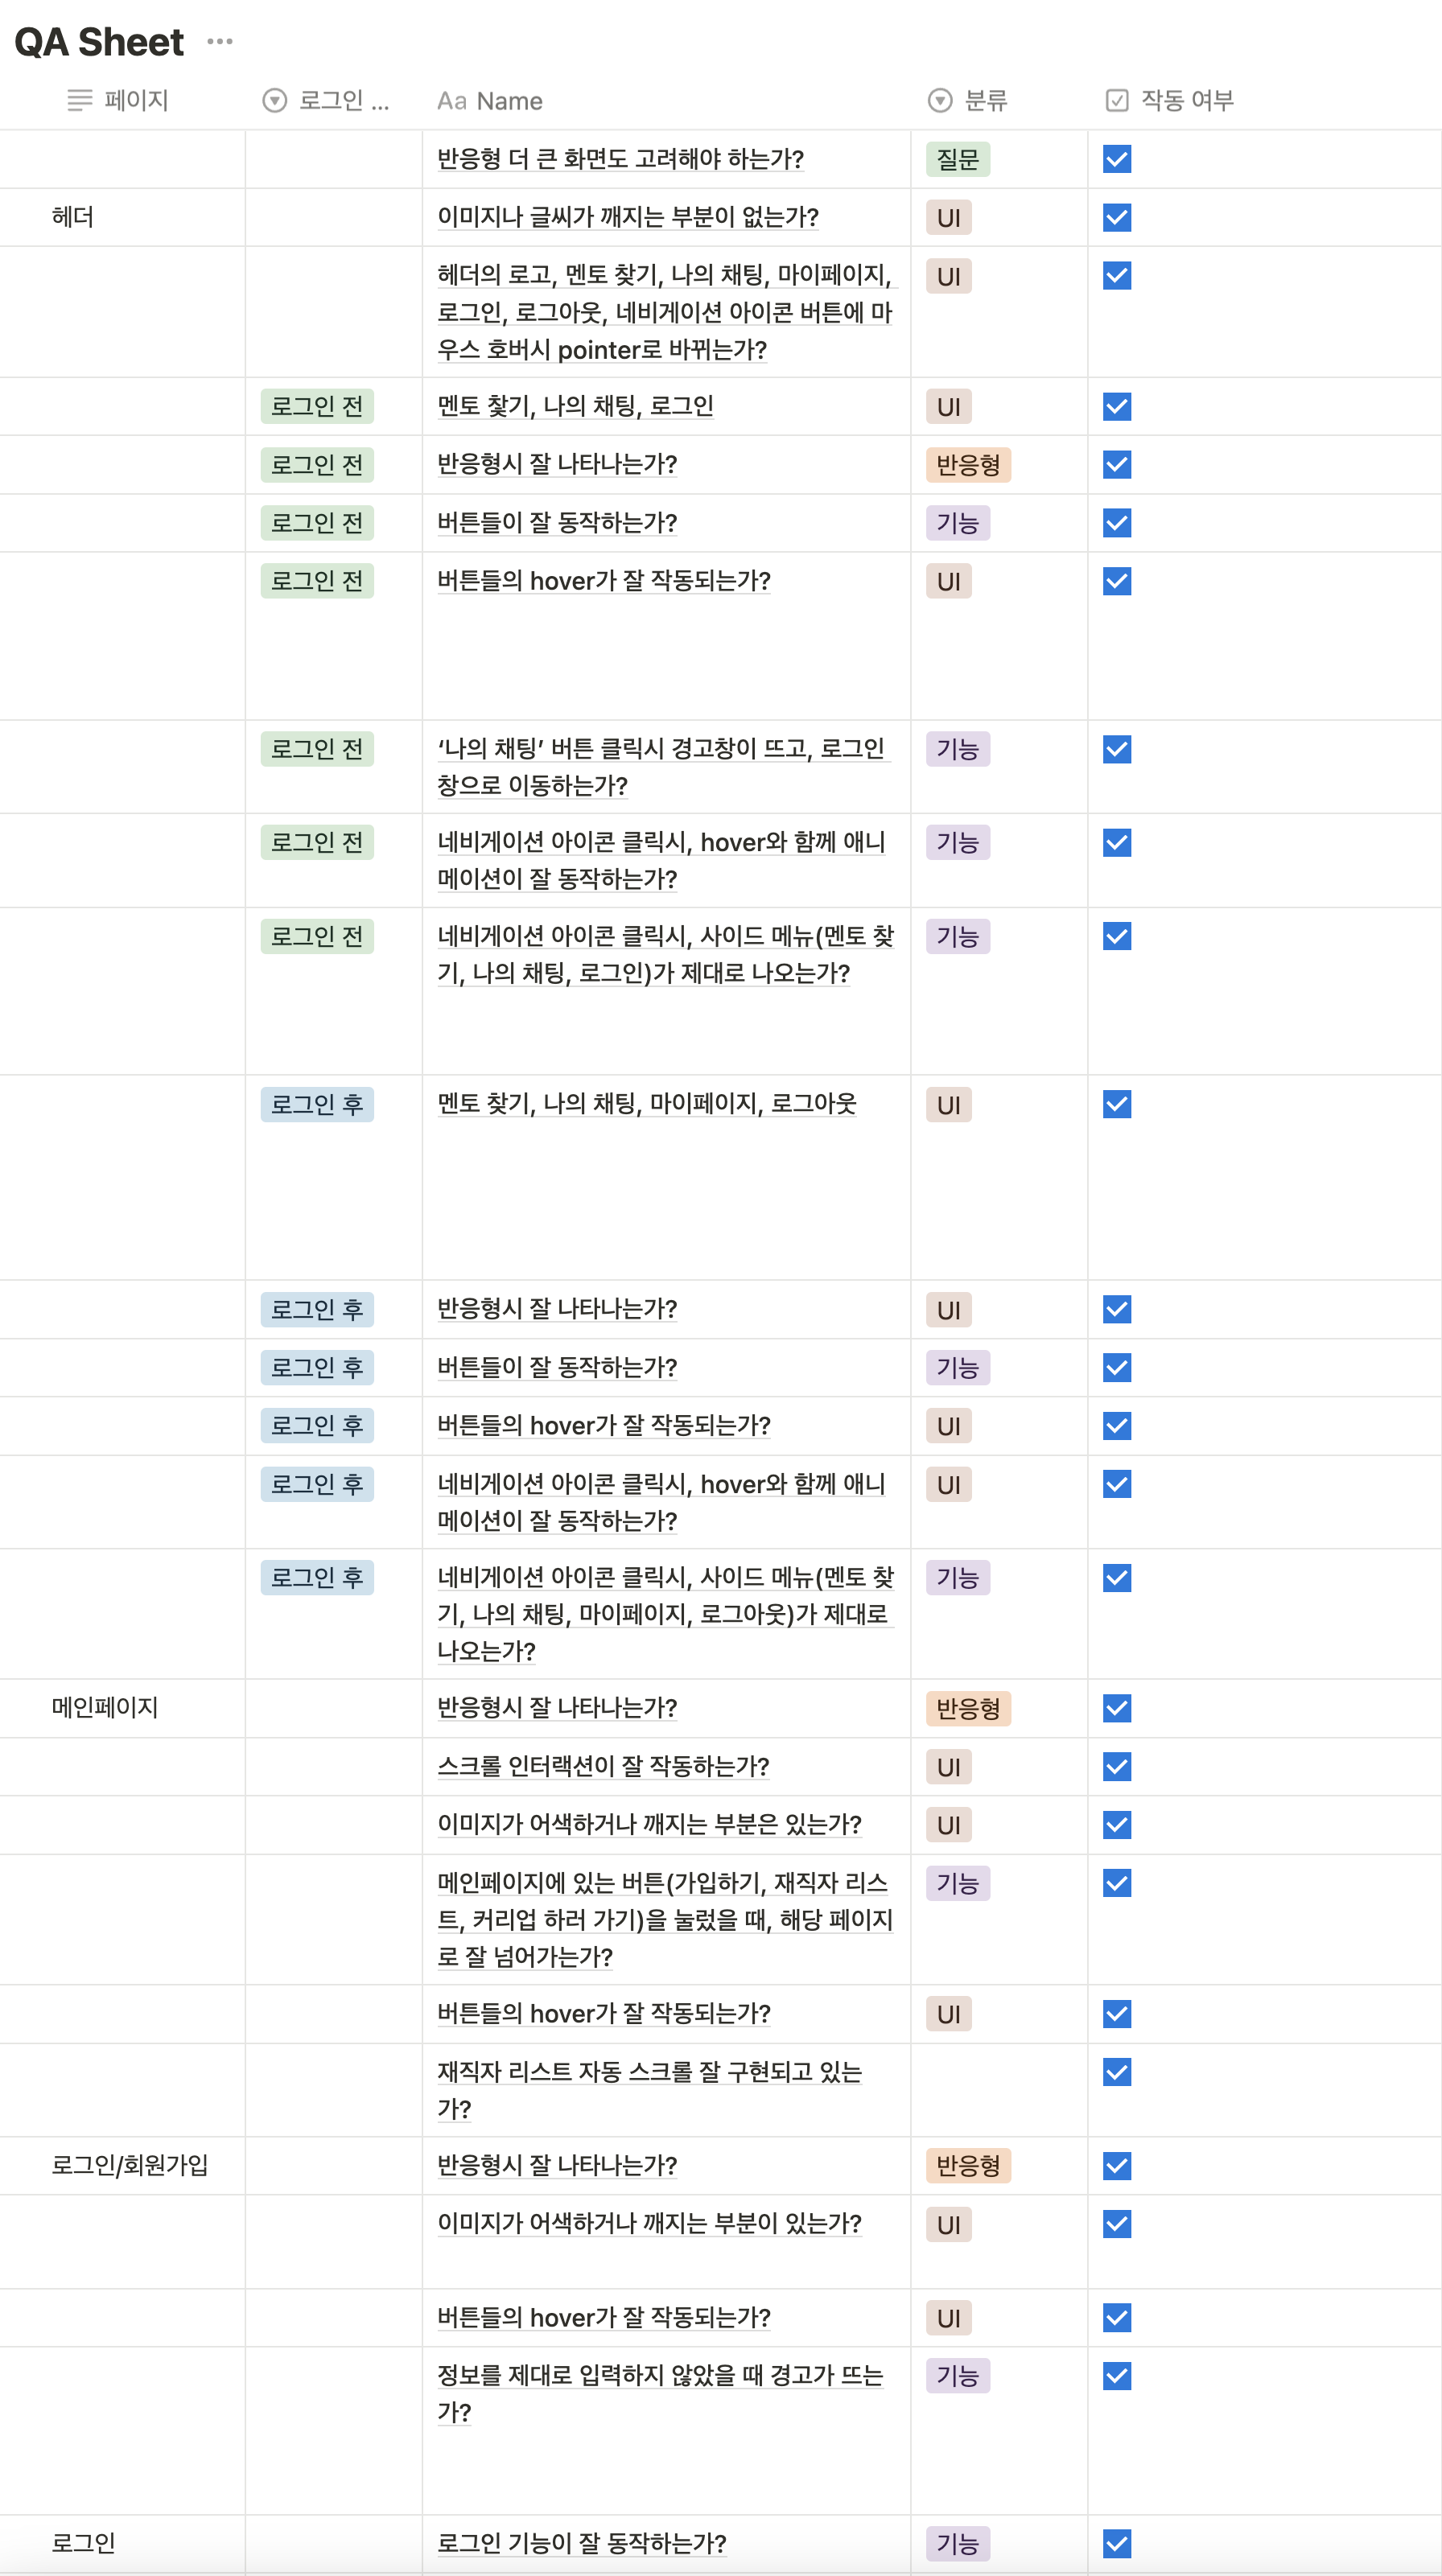 QA Sheet ...
페이지 로그인 ... Aa Name 분류 작동 여부
반응형 더 큰 화면도 고려해야 하는가? 질문
헤더 이미지나 글씨가 깨지는 부분이 없는가? UI
헤더의 로고, 멘토 찾기, 나의 채팅, 마이페이지, UI
로그인, 로그아웃, 네비게이션 아이콘 버튼에 마
우스 호버시 pointer로 바뀌는가?
로그인 전 멘토 찿기, 나의 채팅, 로그인 UI
로그인 전 반응형시 잘 나타나는가? 반응형
로그인 전 버튼들이 잘 동작하는가? 기능
로그인 전 버튼들의 hover가 잘 작동되는가? UI
로그인 전 ‘나의 채팅’ 버튼 클릭시 경고창이 뜨고, 로그인 기능
창으로 이동하는가?
로그인 전 네비게이션 아이콘 클릭시, hover와 함께 애니 기능
메이션이 잘 동작하는가?
로그인 전 네비게이션 아이콘 클릭시, 사이드 메뉴(멘토 찾 기능
기, 나의 채팅, 로그인)가 제대로 나오는가?
로그인 후 멘토 찾기, 나의 채팅, 마이페이지, 로그아웃 UI
로그인 후 반응형시 잘 나타나는가? UI
로그인 후 버튼들이 잘 동작하는가? 기능
로그인 후 버튼들의 hover가 잘 작동되는가? UI
로그인 후 네비게이션 아이콘 클릭시, hover와 함께 애니 UI
메이션이 잘 동작하는가?
로그인 후 네비게이션 아이콘 클릭시, 사이드 메뉴(멘토 찾 기능
기, 나의 채팅, 마이페이지, 로그아웃)가 제대로
나오는가?
메인페이지 반응형시 잘 나타나는가? 반응형
스크롤 인터랙션이 잘 작동하는가? UI
이미지가 어색하거나 깨지는 부분은 있는가? UI
메인페이지에 있는 버튼(가입하기, 재직자 리스 기능
트, 커리업 하러 가기)을 눌렀을 때, 해당 페이지
로 잘 넘어가는가?
버튼들의 hover가 잘 작동되는가? UI
재직자 리스트 자동 스크롤 잘 구현되고 있는
가?
로그인/회원가입 반응형시 잘 나타나는가? 반응형
이미지가 어색하거나 깨지는 부분이 있는가? UI
버튼들의 hover가 잘 작동되는가? UI
정보를 제대로 입력하지 않았을 때 경고가 뜨는 기능
가?
로그인 로그인 기능이 잘 동작하는가? 기능